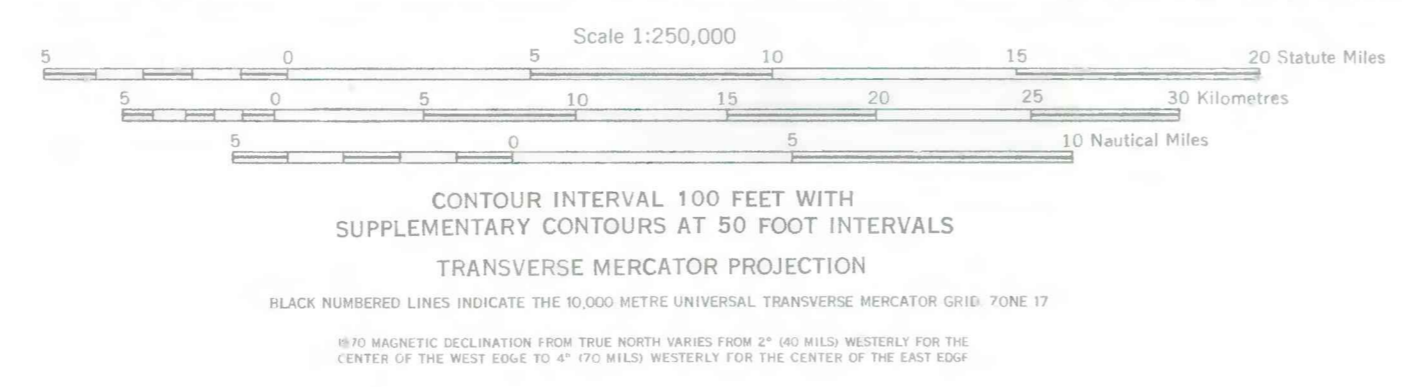 Scale 1:250,000
5 0 5 10 15 20 Statute Miles
5 0 5 10 15 20 25 30 Kilometres
5 0 5 10 Nautical Miles
CONTOUR INTERVAL 100 FEET WITH
SUPPLEMENTARY CONTOURS AT 50 FOOT INTERVALS
TRANSVERSE MERCATOR PROJECTION
BLACK NUMBERED LINES INDICATE THE 10,000 METRE UNIVERSAL TRANSVERSE MERCATOR GRID, ZONE 17
1970 MAGNETIC DECLINATION FROM TRUE NORTH VARIES FROM 2° (40 MILS) WESTERLY FOR THE
CENTER OF THE WEST EDGE TO 4° (70 MILS) WESTERLY FOR THE CENTER OF THE EAST EDGE